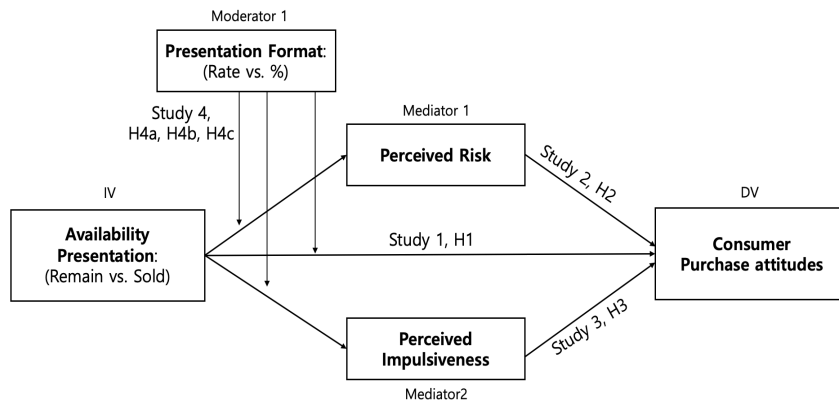 Moderator 1
Presentation Format:
(Rate vs. %)
Study 4,
H4a, H4b, H4c
Mediator 1
Perceived Risk
Study 2, H2
IV
Availability
Presentation:
(Remain vs. Sold)
Study 1, H1
DV
Consumer
Purchase attitudes
Perceived
Impulsiveness
Study 3, H3
Mediator2